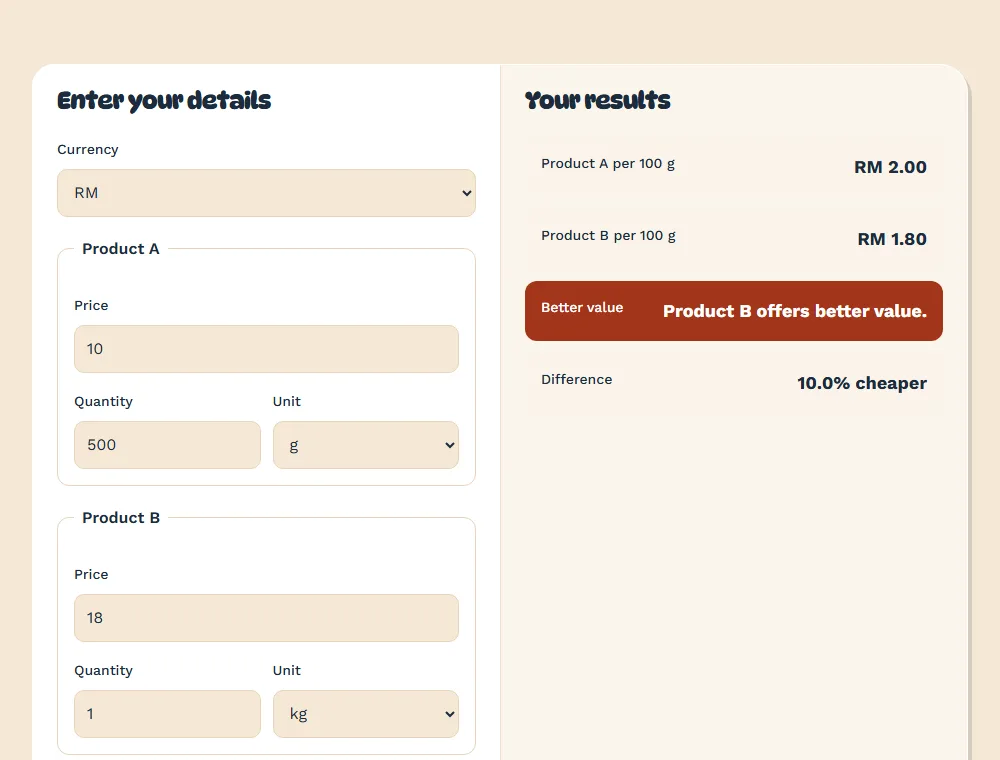 Enter your details
Currency
RM
Product A
Price
10
Quantity
Unit
500
g
Product B
Price
18
Quantity
Unit
1
kg
Your results
Product A per 100 g
RM 2.00
Product B per 100 g
RM 1.80
Better value
Product B offers better value.
Difference
10.0% cheaper